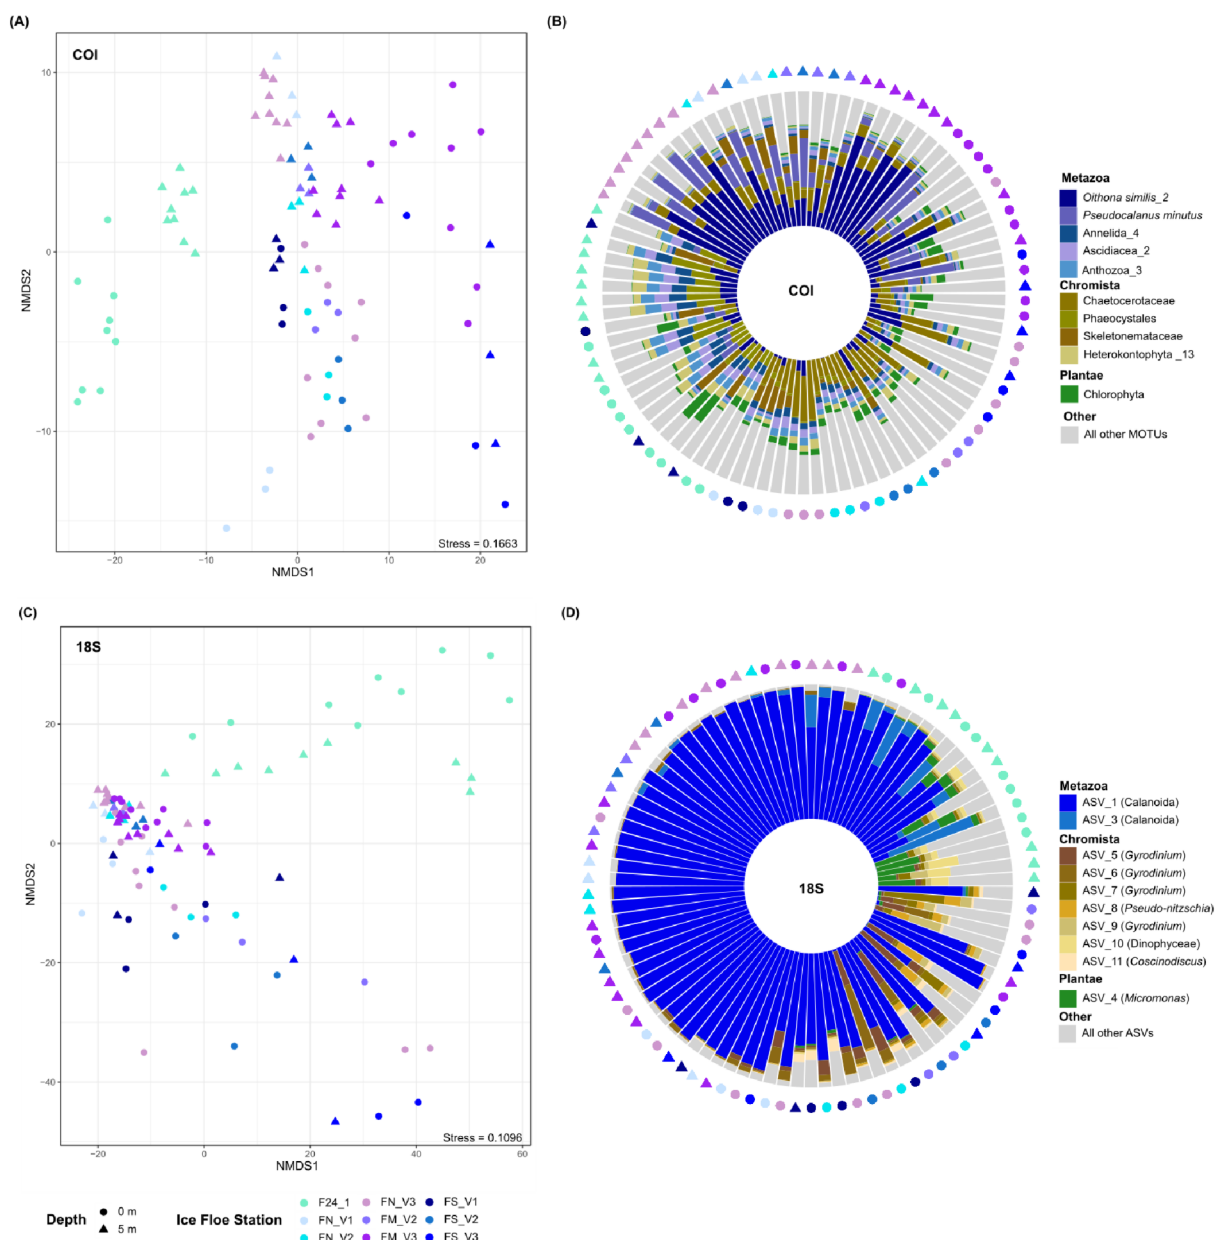 (A)
COI
10
0
−10
NMDS2
−20
−10
0
10
20
NMDS1
Stress = 0.1663
(B)
COI
Metazoa
Oithona similis_2
Pseudocalanus minutus
Annelida_4
Ascidiacea_2
Anthozoa_3
Chromista
Chaetocerotaceae
Phaeocystales
Skeletonemataceae
Heterokontophyta _13
Plantae
Chlorophyta
Other
All other MOTUs
(C)
18S
20
0
−20
−40
NMDS2
−20
0
20
40
60
NMDS1
Stress = 0.1096
(D)
18S
Metazoa
ASV_1 (Calanoida)
ASV_3 (Calanoida)
Chromista
ASV_5 (Gyrodinium)
ASV_6 (Gyrodinium)
ASV_7 (Gyrodinium)
ASV_8 (Pseudo-nitzschia)
ASV_9 (Gyrodinium)
ASV_10 (Dinophyceae)
ASV_11 (Coscinodiscus)
Plantae
ASV_4 (Micromonas)
Other
All other ASVs
Depth
0 m
5 m
Ice Floe Station
F24_1
FN_V3
FS_V1
FN_V1
FM_V2
FS_V2
FN_V2
FM_V3
FS_V3